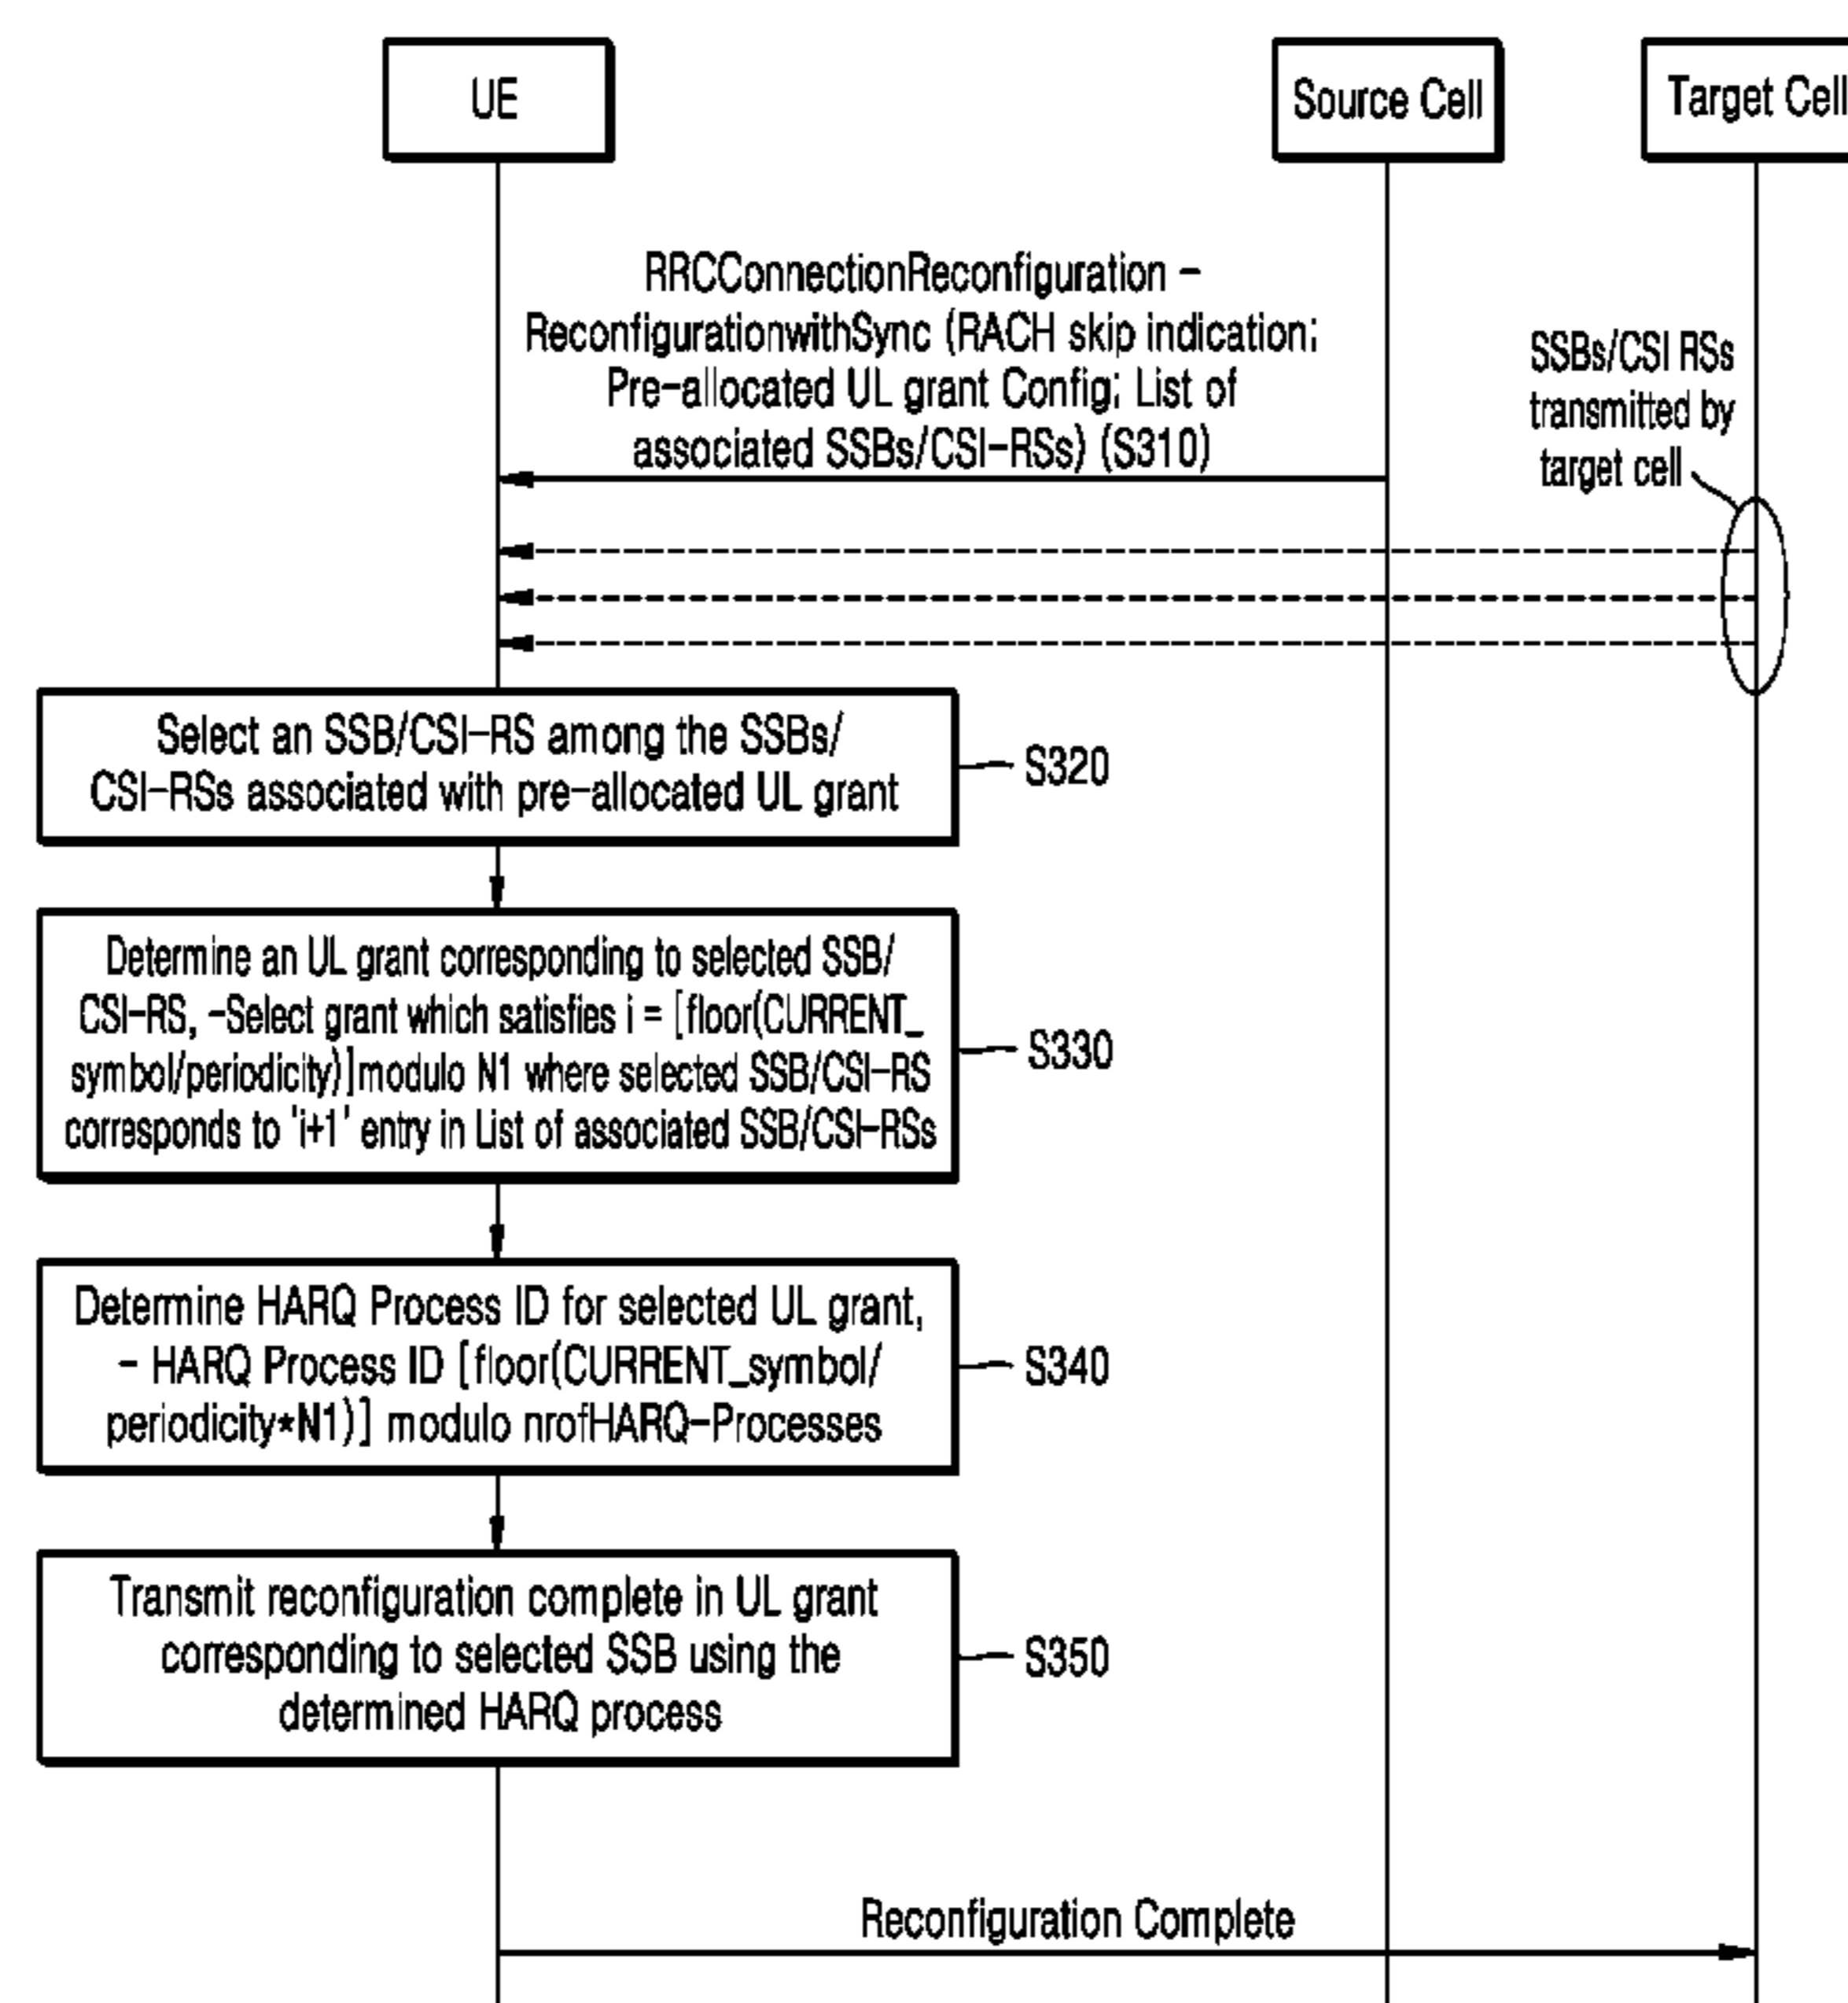 UE
Source Cell
Target Cell
RRCConnectionReconfiguration -
ReconfigurationwithSync (RACH skip indication;
Pre-allocated UL grant Config; List of
associated SSBs/CSI-RSs) (S310)
SSBs/CSI RSs
transmitted by
target cell
Select an SSB/CSI-RS among the SSBs/
CSI-RSs associated with pre-allocated UL grant
S320
Determine an UL grant corresponding to selected SSB/
CSI-RS, -Select grant which satisfies i = [floor(CURRENT_
symbol/periodicity)]modulo N1 where selected SSB/CSI-RS
corresponds to 'i+1' entry in List of associated SSB/CSI-RSs
S330
Determine HARQ Process ID for selected UL grant,
- HARQ Process ID [floor(CURRENT_symbol/
periodicity*N1)] modulo nrofHARQ-Processes
S340
Transmit reconfiguration complete in UL grant
corresponding to selected SSB using the
determined HARQ process
S350
Reconfiguration Complete